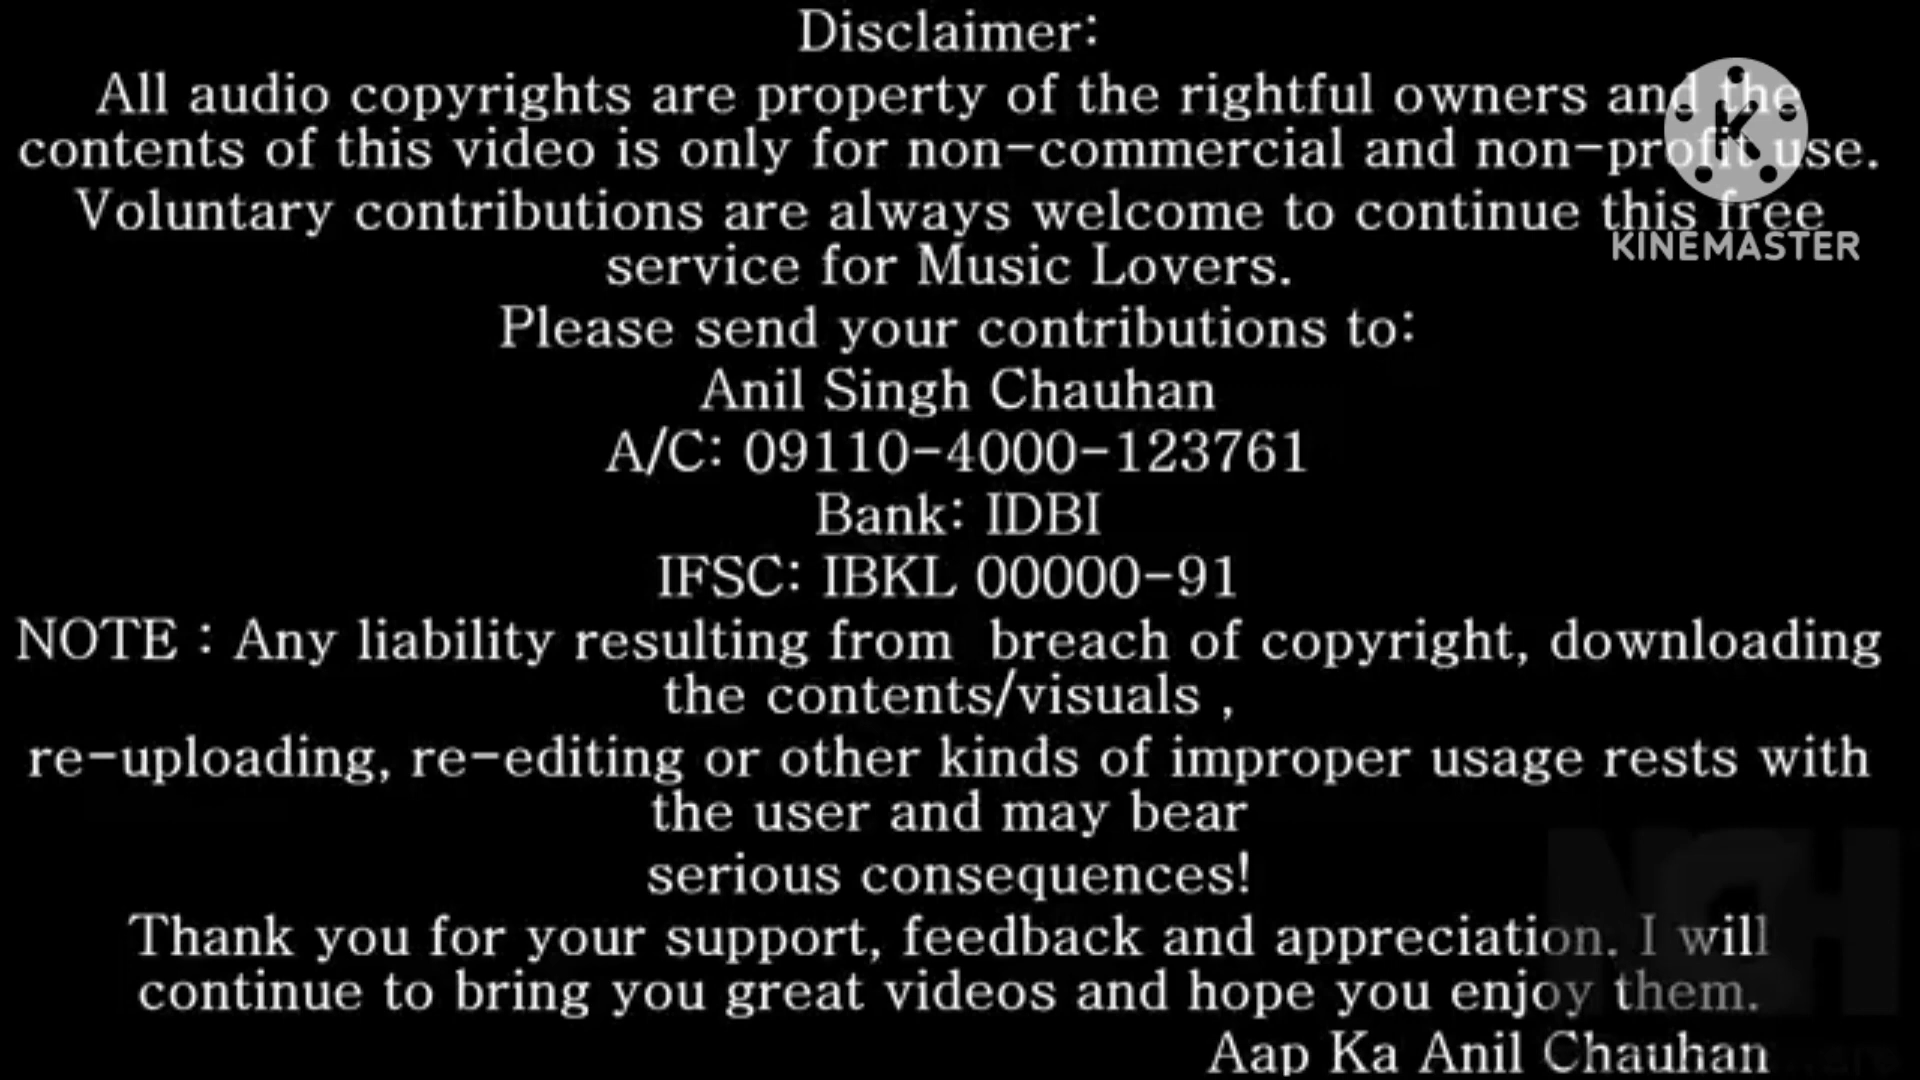 Disclaimer:
All audio copyrights are property of the rightful owners and the
contents of this video is only for non-commercial and non-profit use.
Voluntary contributions are always welcome to continue this free
service for Music Lovers.
KINEMASTER
Please send your contributions to:
Anil Singh Chauhan
A/C: 09110-4000-123761
Bank: IDBI
IFSC: IBKL 00000-91
NOTE : Any liability resulting from  breach of copyright, downloading
the contents/visuals ,
re-uploading, re-editing or other kinds of improper usage rests with
the user and may bear
serious consequences!
Thank you for your support, feedback and appreciation. I will
continue to bring you great videos and hope you enjoy them.
Aap Ka Anil Chauhan